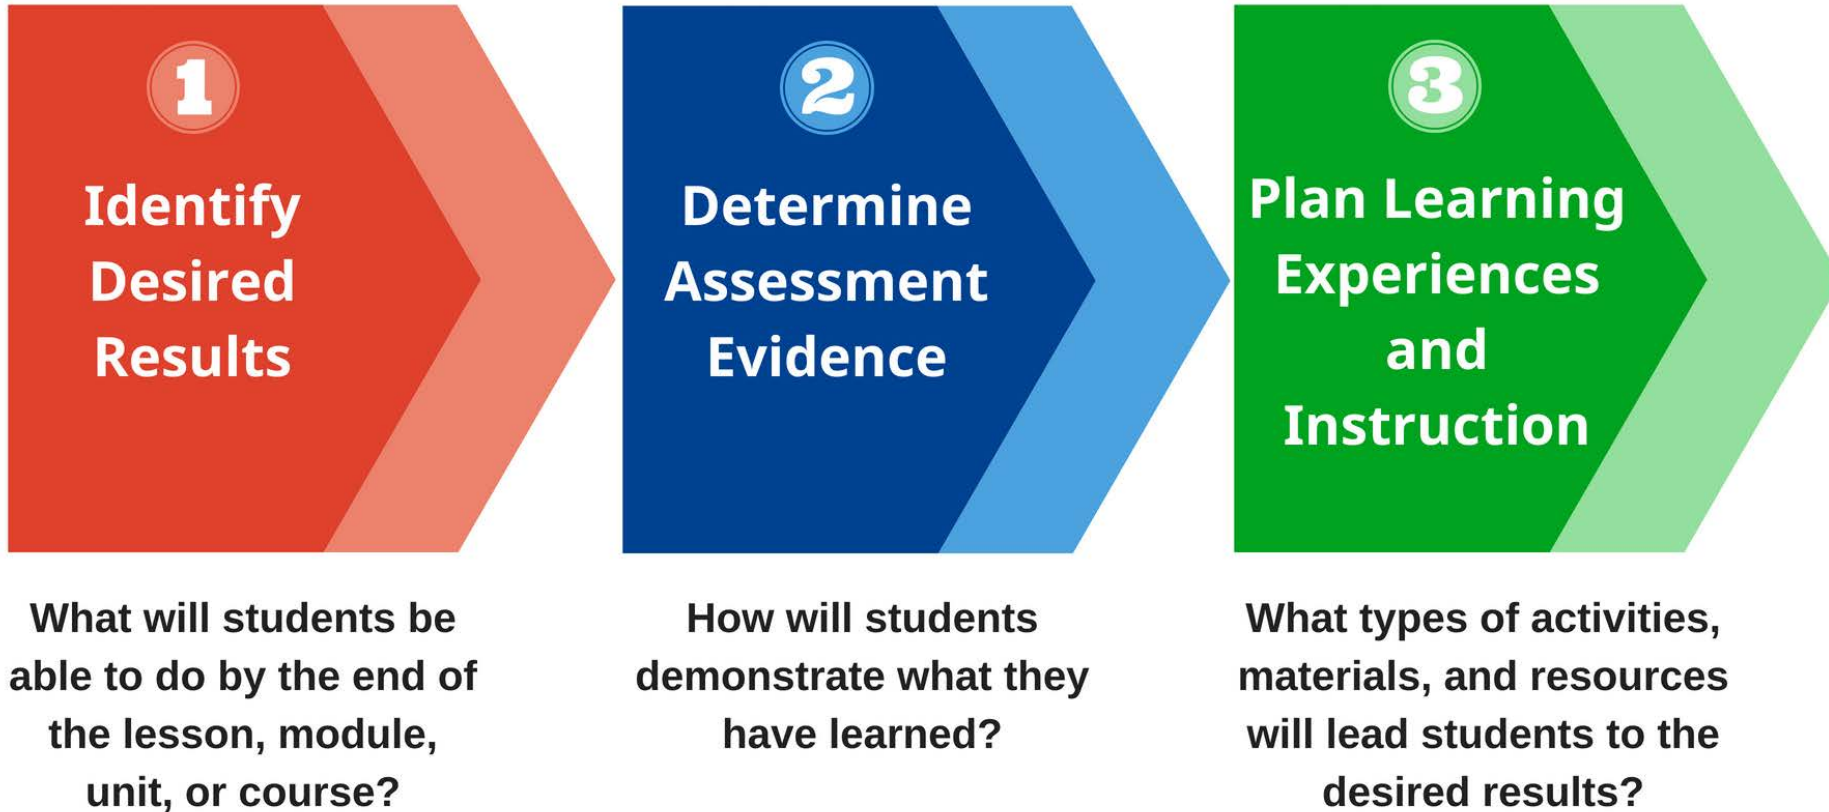 1
Identify
Desired
Results
What will students be
able to do by the end of
the lesson, module,
unit, or course?
2
Determine
Assessment
Evidence
How will students
demonstrate what they
have learned?
3
Plan Learning
Experiences
and
Instruction
What types of activities,
materials, and resources
will lead students to the
desired results?